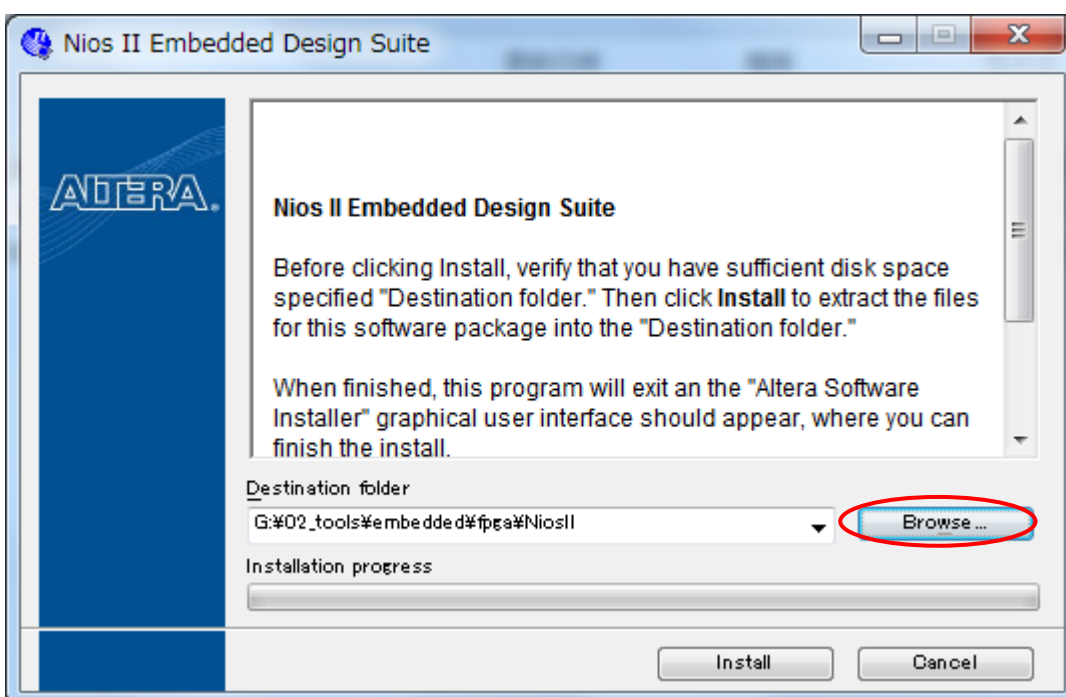 Nios II Embedded Design Suite
ALTERA.
Nios II Embedded Design Suite
Before clicking Install, verify that you have sufficient disk space
specified "Destination folder." Then click Install to extract the files
for this software package into the "Destination folder."
When finished, this program will exit an the "Altera Software
Installer" graphical user interface should appear, where you can
finish the install.
Destination folder
G:¥02_tools¥embedded¥fpga¥NiosII
Browse...
Installation progress
Install
Cancel